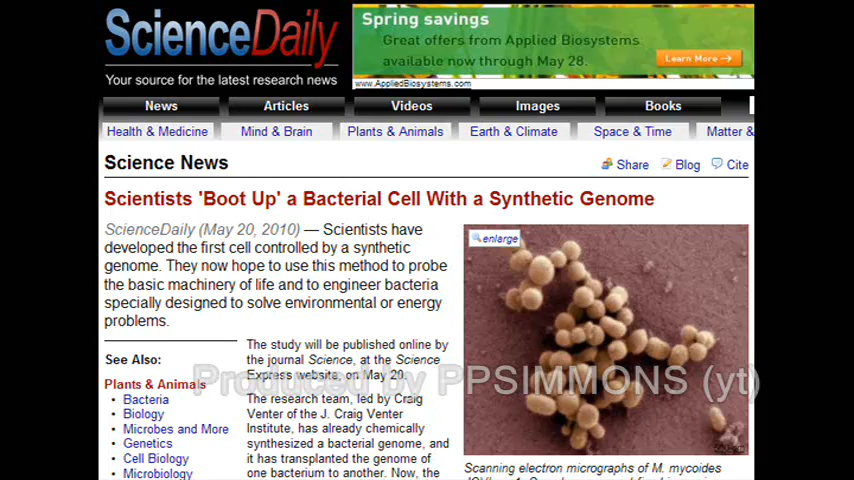 ScienceDaily
Your source for the latest research news
Spring savings
Great offers from Applied Biosystems
available now through May 28.
Learn More
www.AppliedBiosystems.com
News Articles Videos Images Books
Health & Medicine Mind & Brain Plants & Animals Earth & Climate Space & Time Matter &
Science News
Share Blog Cite
Scientists 'Boot Up' a Bacterial Cell With a Synthetic Genome
ScienceDaily (May 20, 2010) — Scientists have
developed the first cell controlled by a synthetic
genome. They now hope to use this method to probe
the basic machinery of life and to engineer bacteria
specially designed to solve environmental or energy
problems.
enlarge
See Also:
Plants & Animals
• Bacteria
• Biology
• Microbes and More
• Genetics
• Cell Biology
• Microbiology
The study will be published online by
the journal Science, at the Science
Express website, on May 20.
The research team, led by Craig
Venter of the J. Craig Venter
Institute, has already chemically
synthesized a bacterial genome, and
it has transplanted the genome of
one bacterium to another. Now, the
Produced by PPSIMMONS (yt)
Scanning electron micrographs of M. mycoides